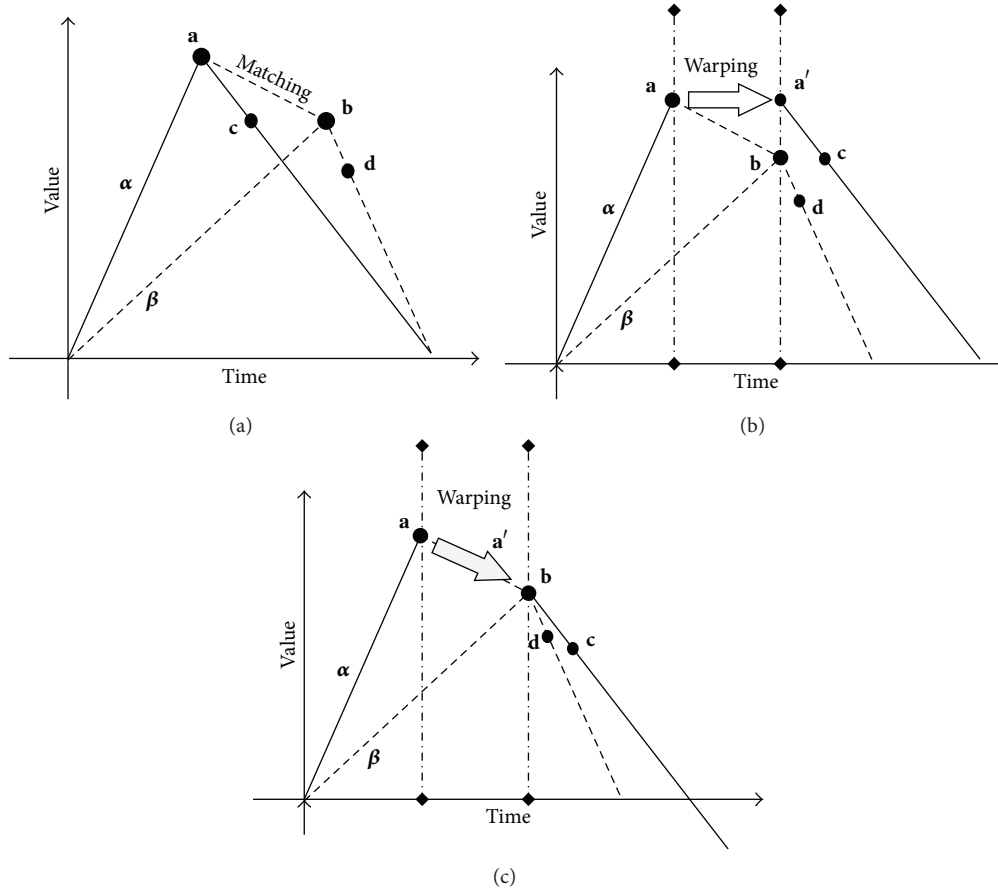 a
Matching
b
c
d
α
Value
β
Time
(a)
Warping
a
a′
b
c
d
α
Value
β
Time
(b)
Warping
a
a′
b
d
c
α
Value
β
Time
(c)